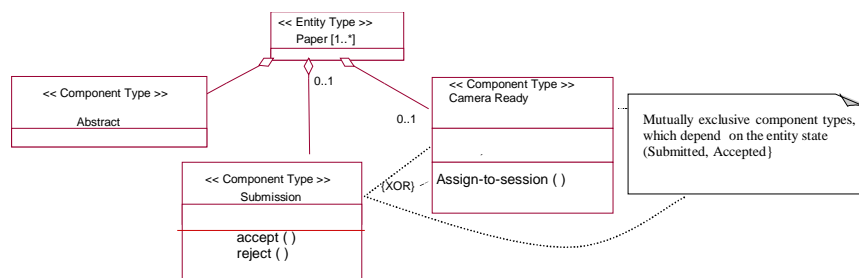 << Entity Type >>
Paper [1..*]
0..1
<< Component Type >>
Abstract
<< Component Type >>
Camera Ready
0..1
Assign-to-session ( )
Mutually exclusive component types,
which depend on the entity state
(Submitted, Accepted}
<< Component Type >>
Submission
{XOR}
accept ( )
reject ( )